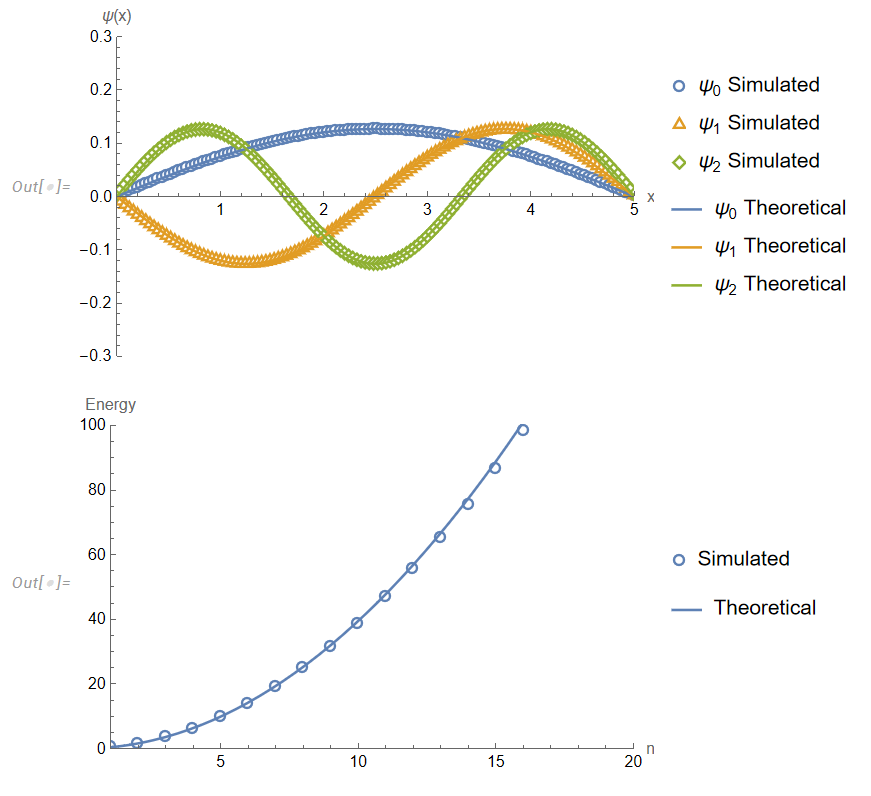 ψ(x)
0.3
0.2
0.1
0.0
−0.1
−0.2
−0.3
1 2 3 4 5
x
Out[•]=
ψ0 Simulated
ψ1 Simulated
ψ2 Simulated
ψ0 Theoretical
ψ1 Theoretical
ψ2 Theoretical
Energy
100
80
60
40
20
0
5 10 15 20
n
Out[•]=
Simulated
Theoretical